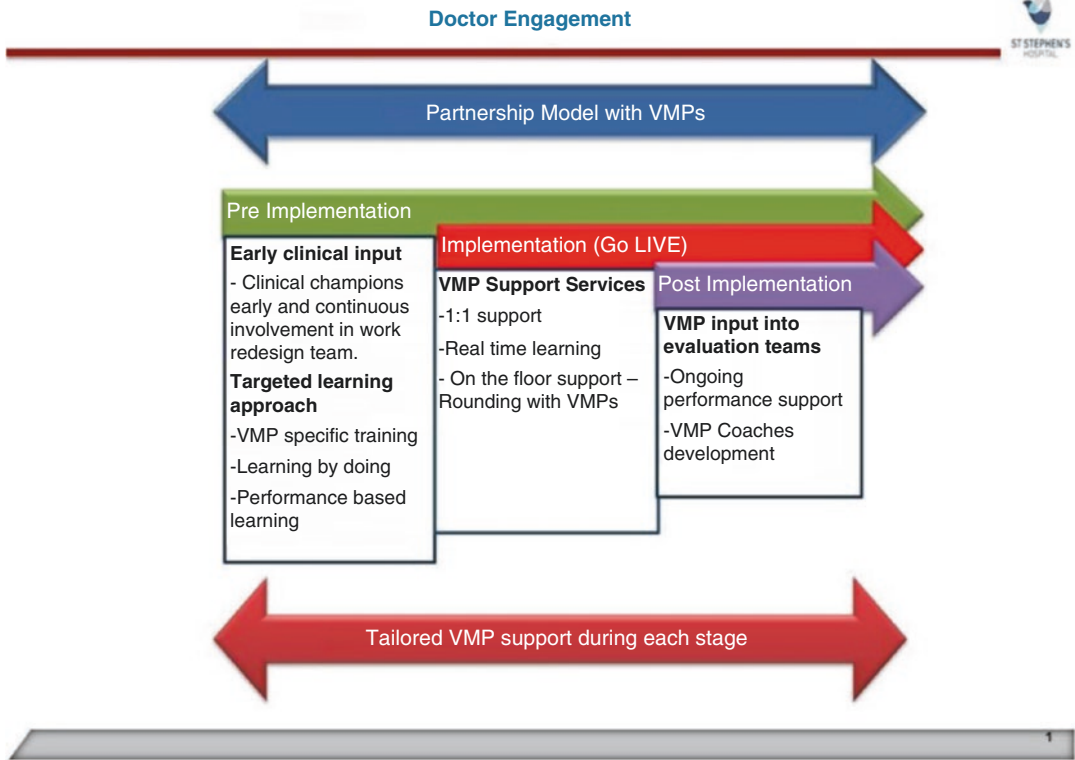 Doctor Engagement
ST STEPHEN'S
HOSPITAL
Partnership Model with VMPs
Pre Implementation
Early clinical input
- Clinical champions
early and continuous
involvement in work
redesign team.
Targeted learning
approach
-VMP specific training
-Learning by doing
-Performance based
learning
Implementation (Go LIVE)
VMP Support Services
-1:1 support
-Real time learning
- On the floor support –
Rounding with VMPs
Post Implementation
VMP input into
evaluation teams
-Ongoing
performance support
-VMP Coaches
development
Tailored VMP support during each stage
1